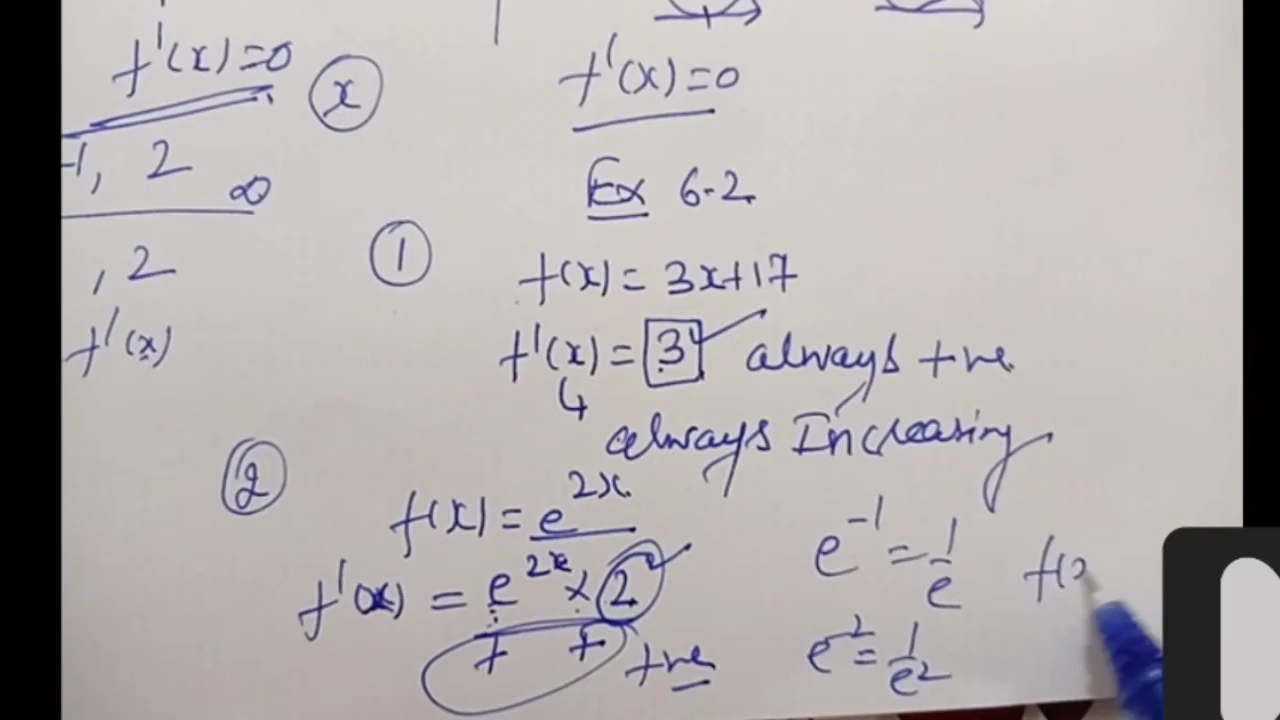 f'(x)=0
x
-1, 2
∞
, 2
f'(x)
f'(x)=0
Ex 6.2
① f(x) = 3x+17
f'(x) = 3 always +ve
↳ always Increasing
② f(x) = e^2x
f'(x) = e^2x × 2
+ + +ve
e^-1 = 1/e
e^-2 = 1/e^2
f(x